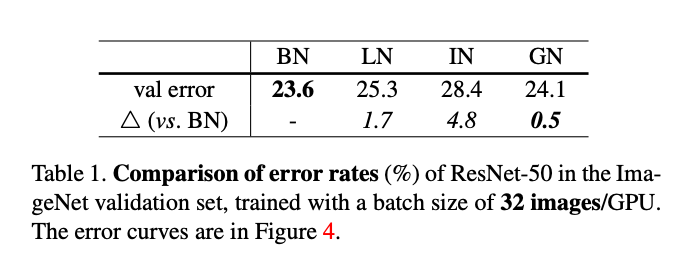 BN LN IN GN
val error 23.6 25.3 28.4 24.1
△ (vs. BN) - 1.7 4.8 0.5
Table 1. Comparison of error rates (%) of ResNet-50 in the Ima-
geNet validation set, trained with a batch size of 32 images/GPU.
The error curves are in Figure 4.